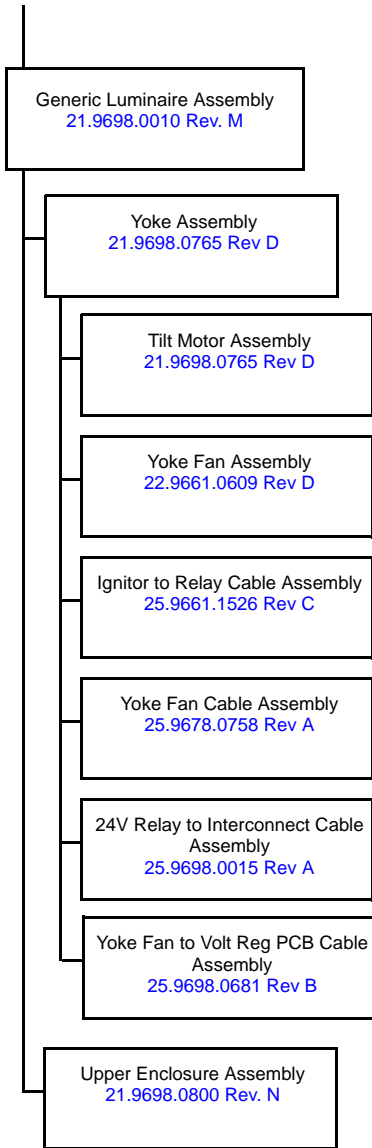 Generic Luminaire Assembly
21.9698.0010 Rev. M
Yoke Assembly
21.9698.0765 Rev D
Tilt Motor Assembly
21.9698.0765 Rev D
Yoke Fan Assembly
22.9661.0609 Rev D
Ignitor to Relay Cable Assembly
25.9661.1526 Rev C
Yoke Fan Cable Assembly
25.9678.0758 Rev A
24V Relay to Interconnect Cable
Assembly
25.9698.0015 Rev A
Yoke Fan to Volt Reg PCB Cable
Assembly
25.9698.0681 Rev B
Upper Enclosure Assembly
21.9698.0800 Rev. N